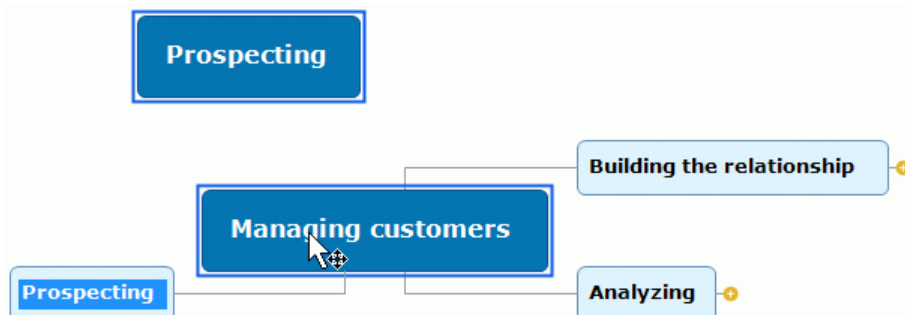 Prospecting
Building the relationship
Managing customers
Prospecting
Analyzing